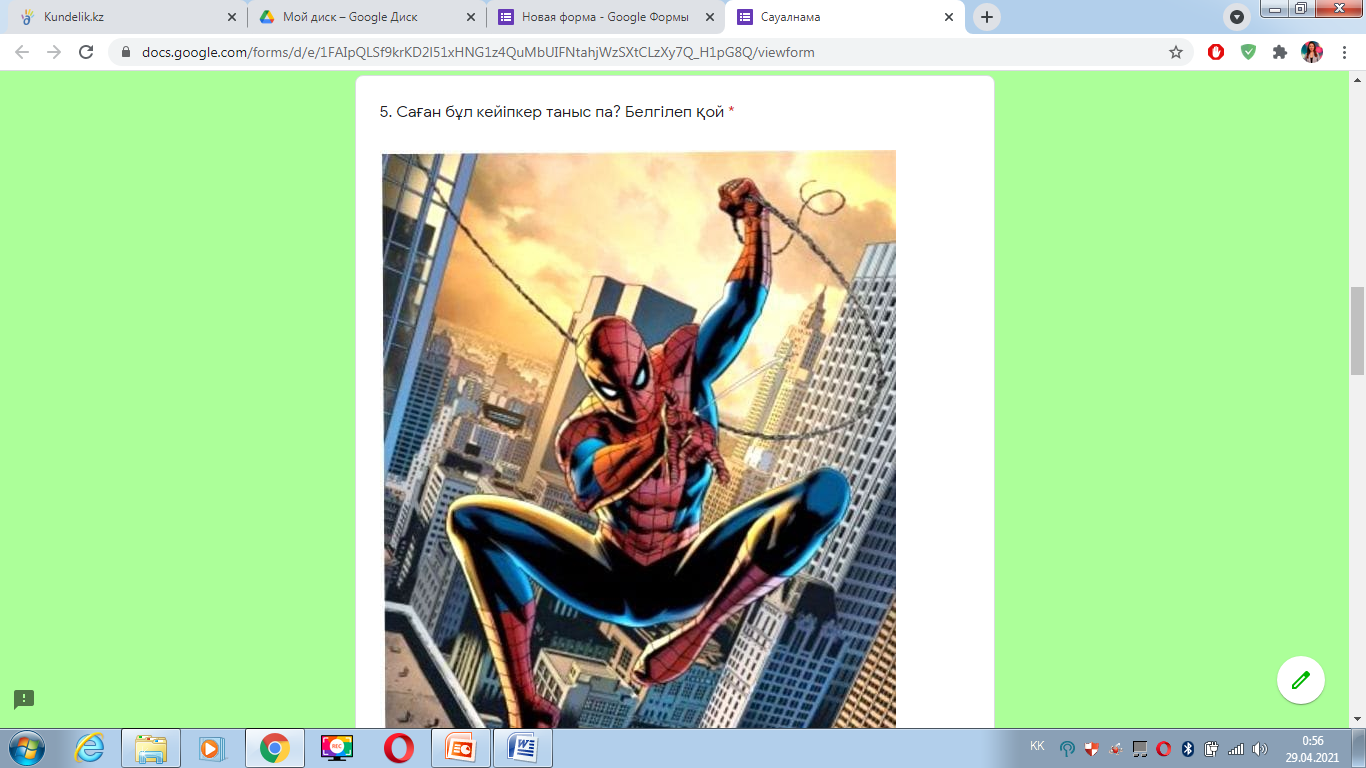 Kundelik.kz
Мой диск – Google Диск
Новая форма - Google Формы
Сауалнама
docs.google.com/forms/d/e/1FAIpQLSf9krKD2I51xHNG1z4QuMbUIFNtahjWzSXtCLzXy7Q_H1pG8Q/viewform
5. Саған бұл кейіпкер таныс па? Белгілеп қой *
REC
KK
0:56
29.04.2021